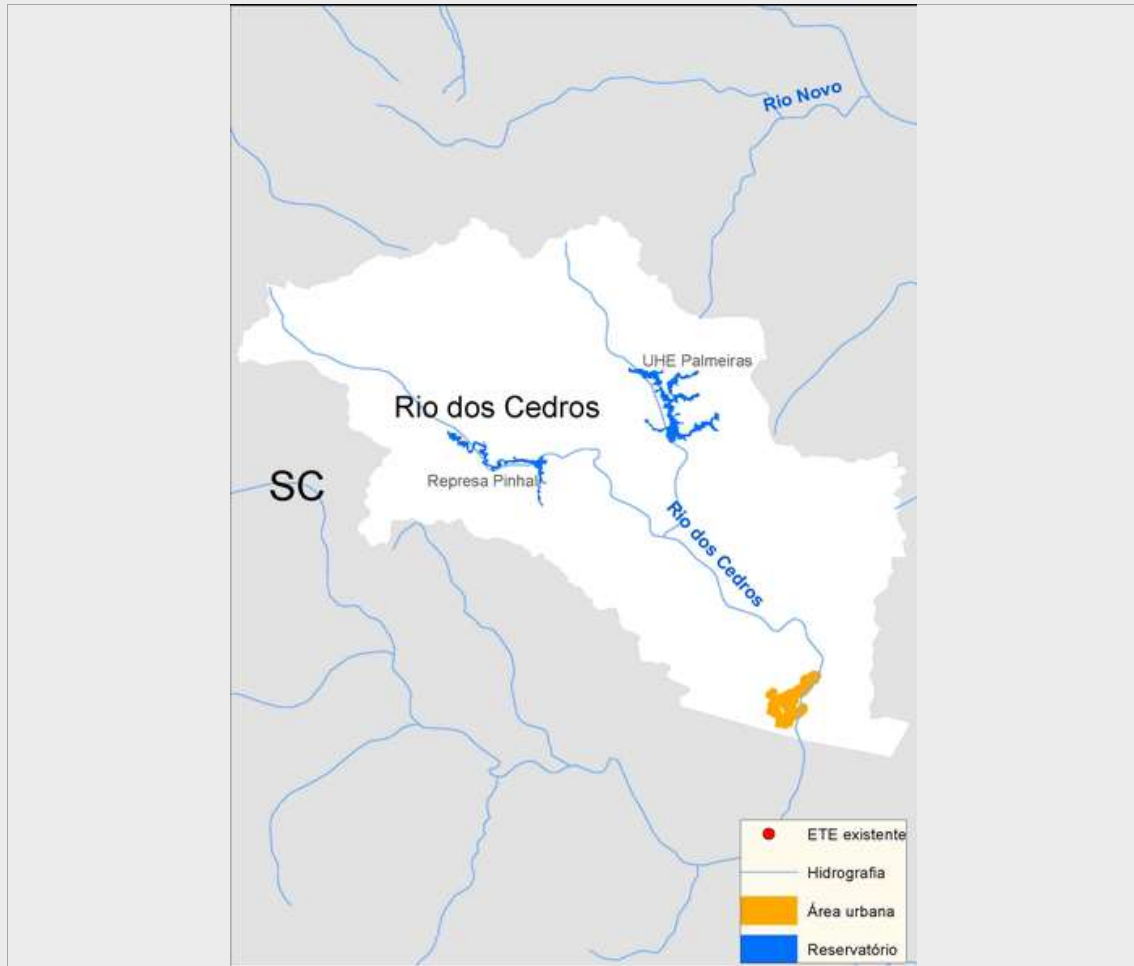 Rio Novo
UHE Palmeiras
Rio dos Cedros
Represa Pinhal
SC
Rio dos Cedros
ETE existente
Hidrografia
Área urbana
Reservatório